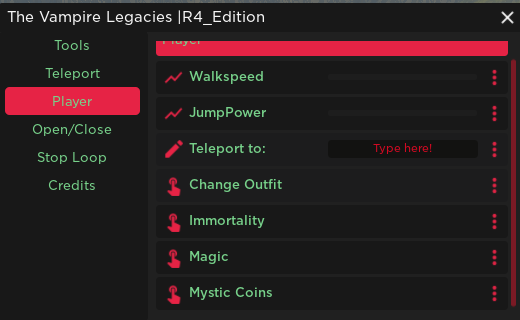 The Vampire Legacies |R4_Edition
Tools
Teleport
Player
Open/Close
Stop Loop
Credits
Player
Walkspeed
JumpPower
Teleport to:
Type here!
Change Outfit
Immortality
Magic
Mystic Coins